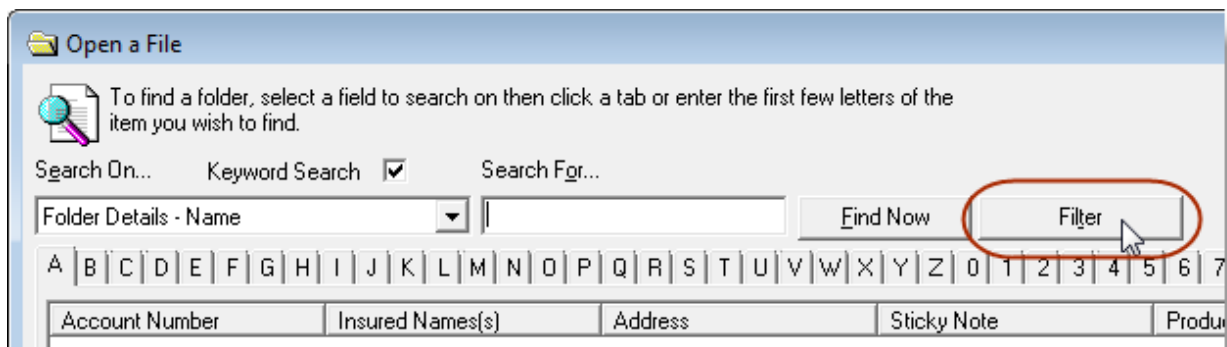 Open a File
To find a folder, select a field to search on then click a tab or enter the first few letters of the
item you wish to find.
Search On... Keyword Search Search For...
Folder Details - Name Find Now Filter
A B C D E F G H I J K L M N O P Q R S T U V W X Y Z 0 1 2 3 4 5 6 7
Account Number Insured Names(s) Address Sticky Note Produ